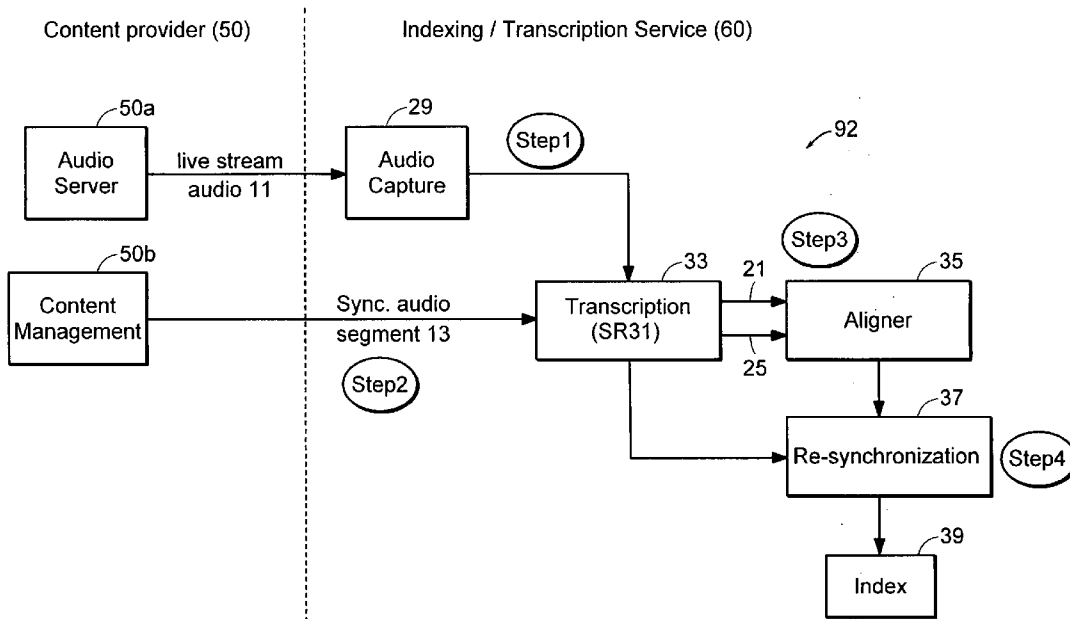 Content provider (50)
Indexing / Transcription Service (60)
50a
Audio
Server
live stream
audio 11
29
Audio
Capture
Step1
92
50b
Content
Management
Sync. audio
segment 13
Step2
33
Transcription
(SR31)
21
25
Step3
35
Aligner
37
Re-synchronization
Step4
39
Index